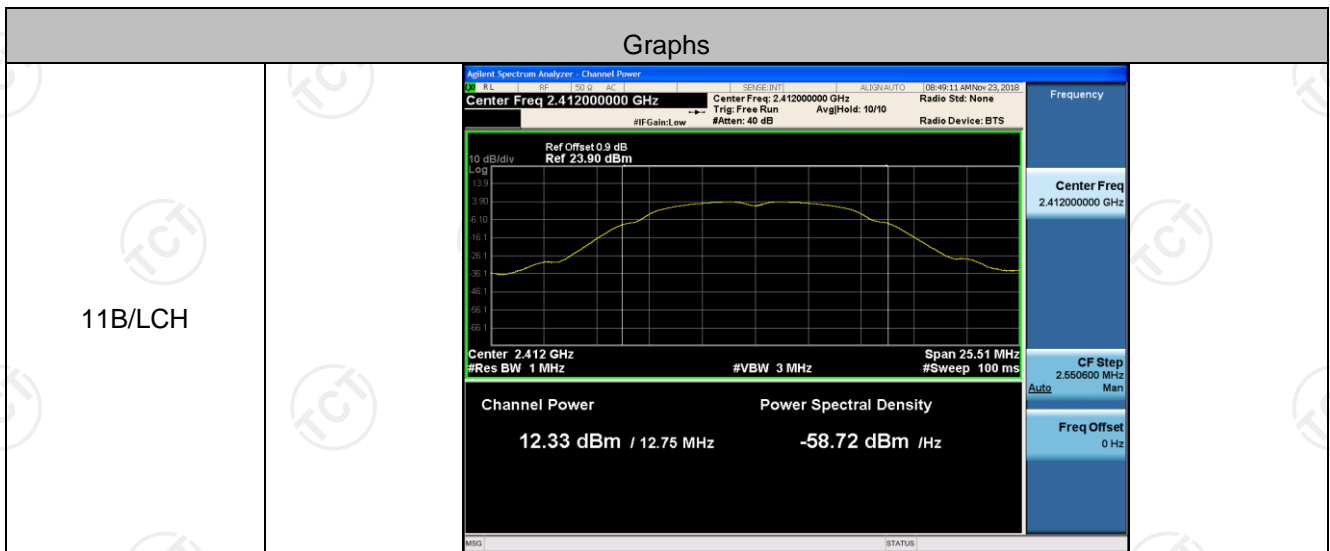 Graphs
11B/LCH
Agilent Spectrum Analyzer - Channel Power
RL RF 50 Ω AC SENSE:INT ALIGNAUTO 08:49:11 AM Nov 23, 2018
Center Freq 2.412000000 GHz
Center Freq: 2.412000000 GHz
Radio Std: None
Trig: Free Run Avg|Hold: 10/10
#IFGain:Low
#Atten: 40 dB
Radio Device: BTS
Ref Offset 0.9 dB
10 dB/div Ref 23.90 dBm
Log
13.9
3.90
-6.10
-16.1
-26.1
-36.1
-46.1
-56.1
-66.1
Center 2.412 GHz
Span 25.51 MHz
#Res BW 1 MHz
#VBW 3 MHz
#Sweep 100 ms
Channel Power
Power Spectral Density
12.33 dBm / 12.75 MHz
-58.72 dBm /Hz
MSG
STATUS
Frequency
Center Freq
2.412000000 GHz
CF Step
2.550600 MHz
Auto Man
Freq Offset
0 Hz
TCT
TCT
TCT
TCT